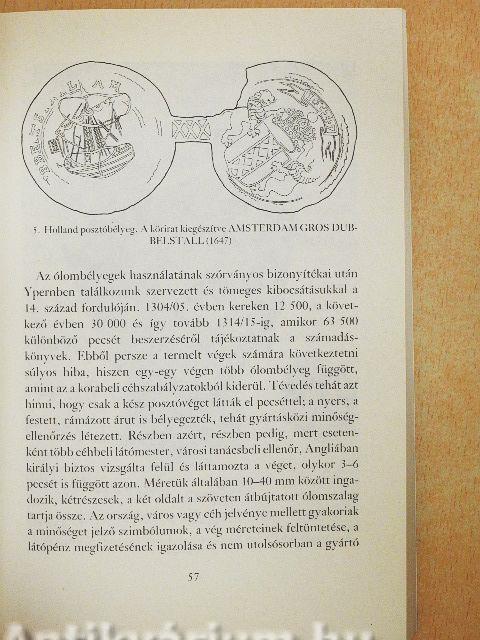 5. Holland posztóbélyeg. A körirat kiegészítve AMSTERDAM GROS DUB-
BELSTALL (1647)
Az ólombélyegek használatának szórványos bizonyítékai után
Ypernben találkozunk szervezett és tömeges kibocsátásukkal a
14. század fordulóján. 1304/05. évben kereken 12 500, a követ-
kező évben 30 000 és így tovább 1314/15-ig, amikor 63 500
különböző pecsét beszerzéséről tájékoztatnak a számadás-
könyvek. Ebből persze a termelt végek számára következtetni
súlyos hiba, hiszen egy-egy végen több ólombélyeg függött,
amint az a korabeli céhszabályzatokból kiderül. Tévedés tehát azt
hinni, hogy csak a kész posztóvéget látták el pecséttel; a nyers, a
festett, rámázott árut is bélyegezték, tehát gyártásközi minőség-
ellenőrzés létezett. Részben azért, részben pedig, mert eseten-
ként több céhbeli látómester, városi tanácsbeli ellenőr, Angliában
királyi biztos vizsgálta felül és láttamozta a véget, olykor 3–6
pecsét is függött azon. Méretük általában 10–40 mm között inga-
dozik, kétrészesek, a két oldalt a szöveten átbújtatott ólomszalag
tartja össze. Az ország, város vagy céh jelvénye mellett gyakoriak
a minőséget jelző szimbólumok, a vég méreteinek feltüntetése, a
látópénz megfizetésének igazolása és nem utolsósorban a gyártó
57
Antikvárium.hu